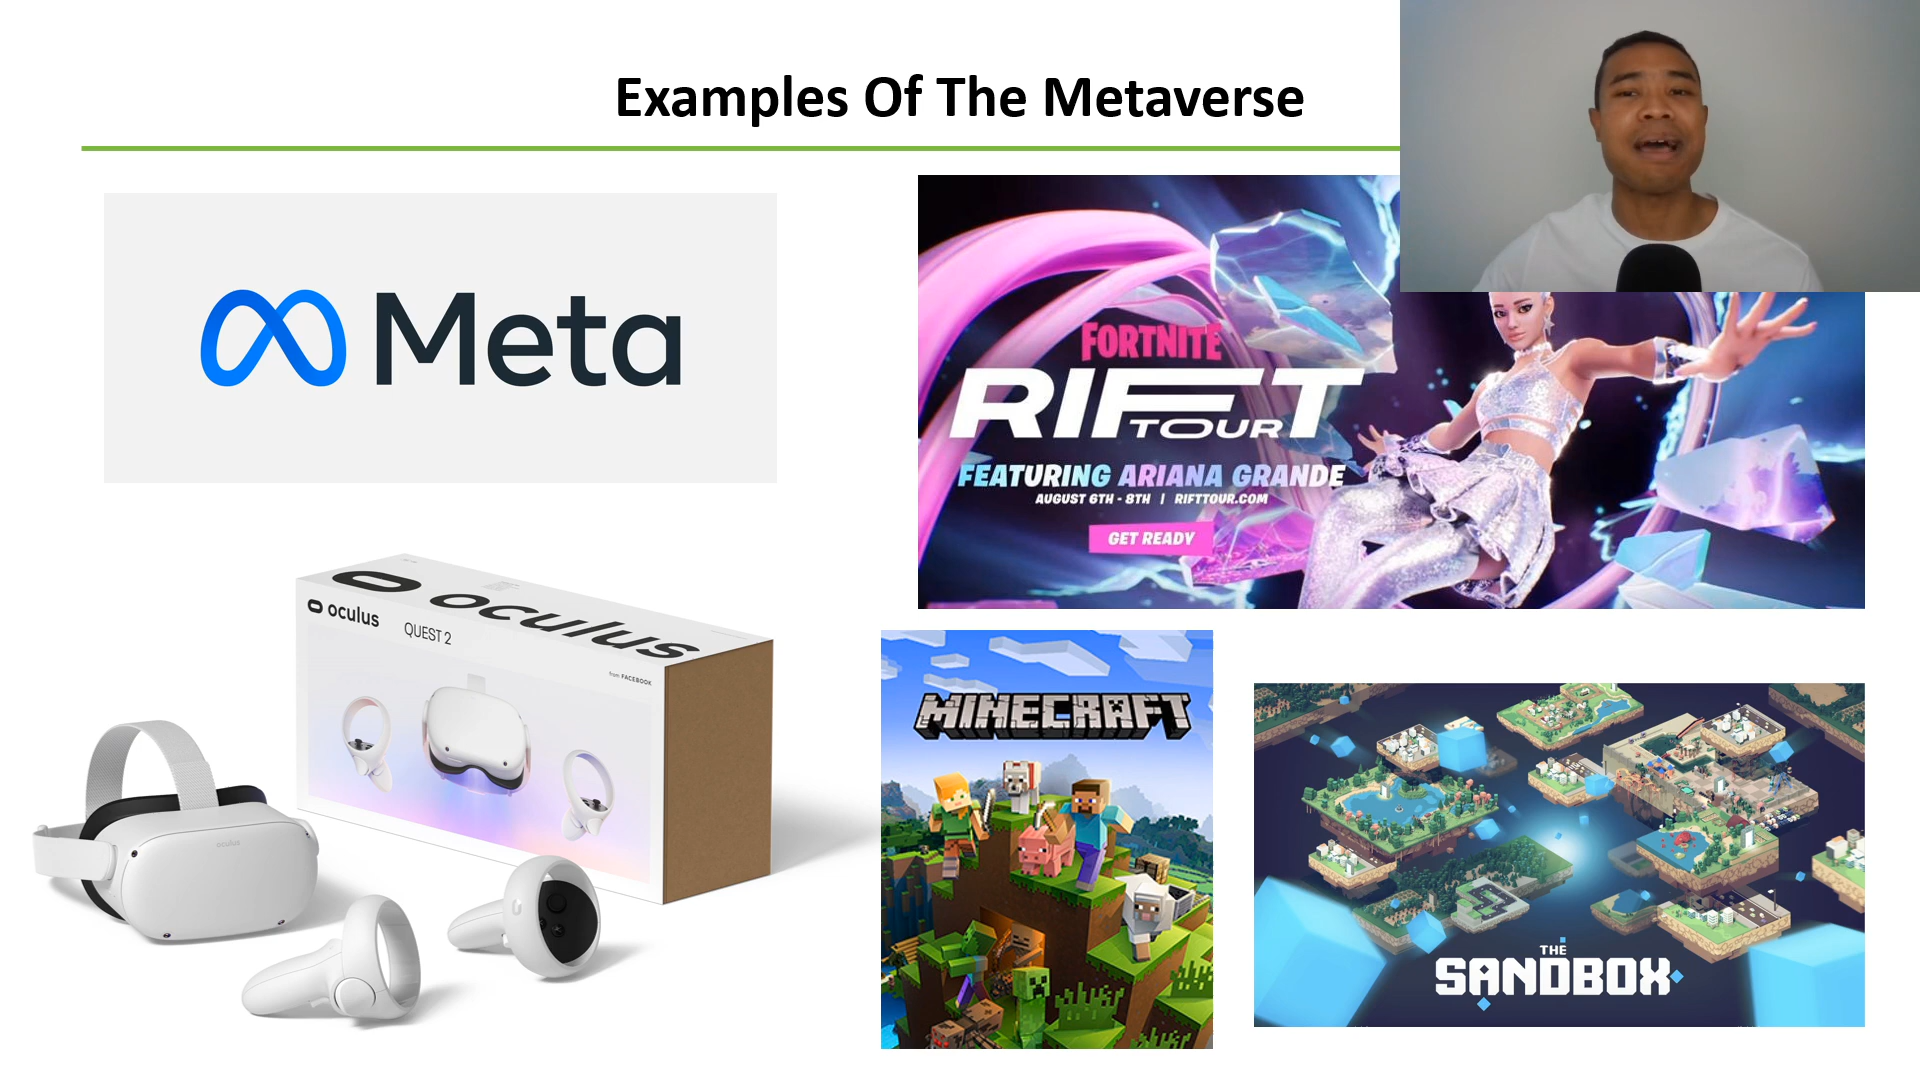 Examples Of The Metaverse
Meta
FORTNITE
RIFT
TOUR
FEATURING ARIANA GRANDE
AUGUST 6TH - 8TH | RIFTTOUR.COM
GET READY
oculus
oculus
QUEST 2
from FACEBOOK
oculus
MINECRAFT
THE
SANDBOX